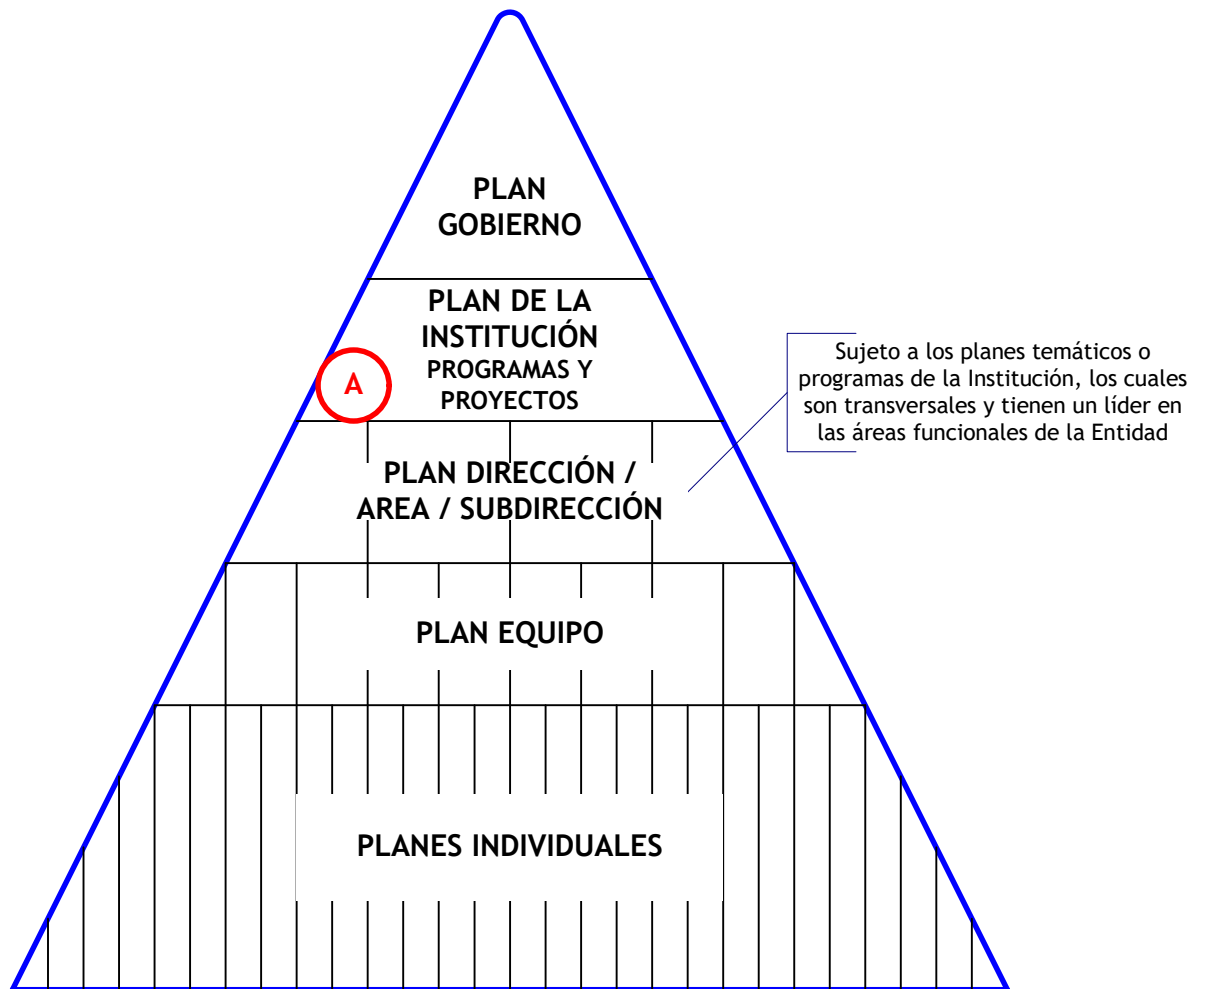 PLAN
GOBIERNO
PLAN DE LA
INSTITUCIÓN
PROGRAMAS Y
PROYECTOS
A
Sujeto a los planes temáticos o
programas de la Institución, los cuales
son transversales y tienen un líder en
las áreas funcionales de la Entidad
PLAN DIRECCIÓN /
AREA / SUBDIRECCIÓN
PLAN EQUIPO
PLANES INDIVIDUALES